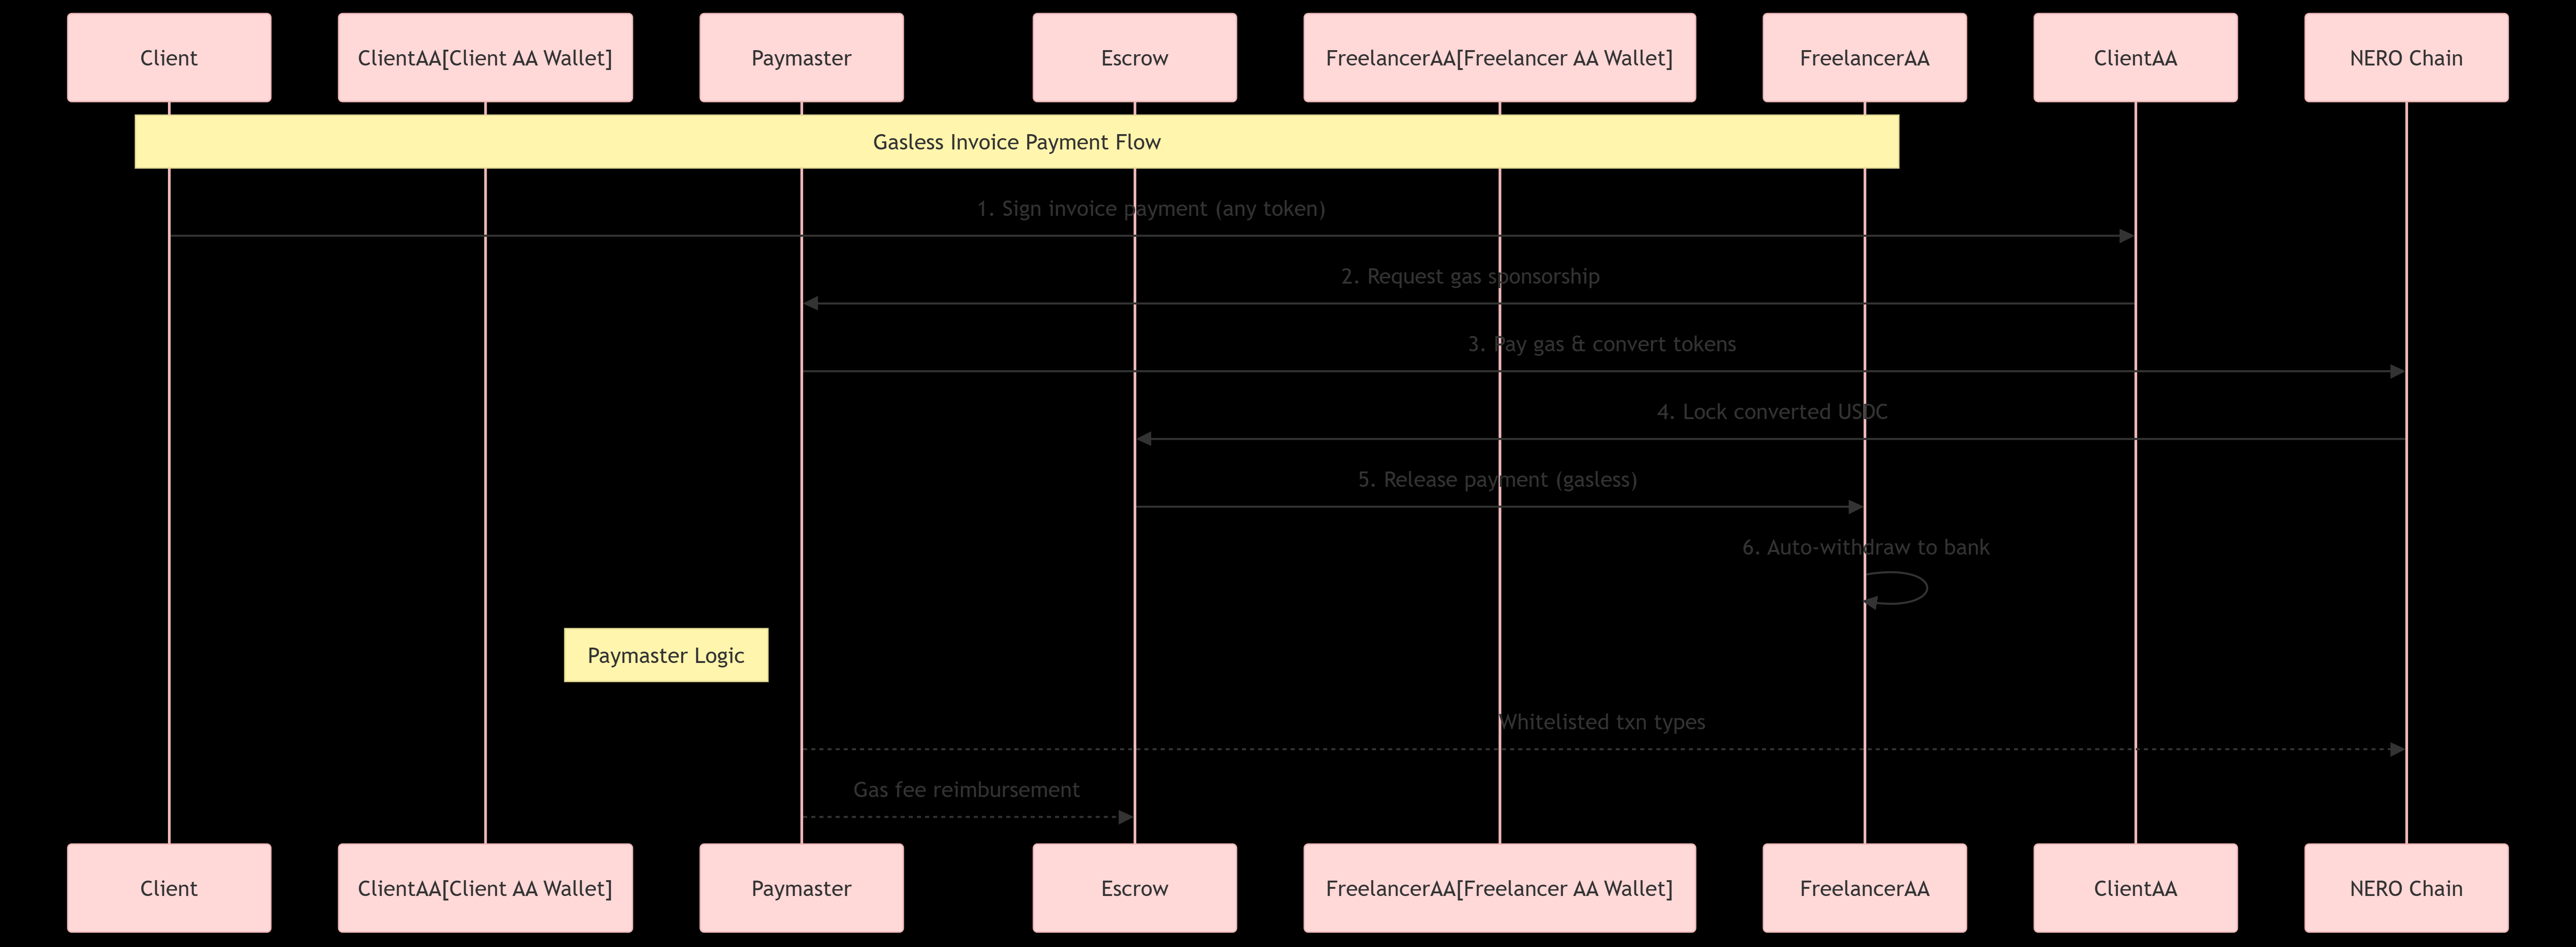 Client
ClientAA[Client AA Wallet]
Paymaster
Escrow
FreelancerAA[Freelancer AA Wallet]
FreelancerAA
ClientAA
NERO Chain
Gasless Invoice Payment Flow
1. Sign invoice payment (any token)
2. Request gas sponsorship
3. Pay gas & convert tokens
4. Lock converted USDC
5. Release payment (gasless)
6. Auto-withdraw to bank
Paymaster Logic
Whitelisted txn types
Gas fee reimbursement
Client
ClientAA[Client AA Wallet]
Paymaster
Escrow
FreelancerAA[Freelancer AA Wallet]
FreelancerAA
ClientAA
NERO Chain